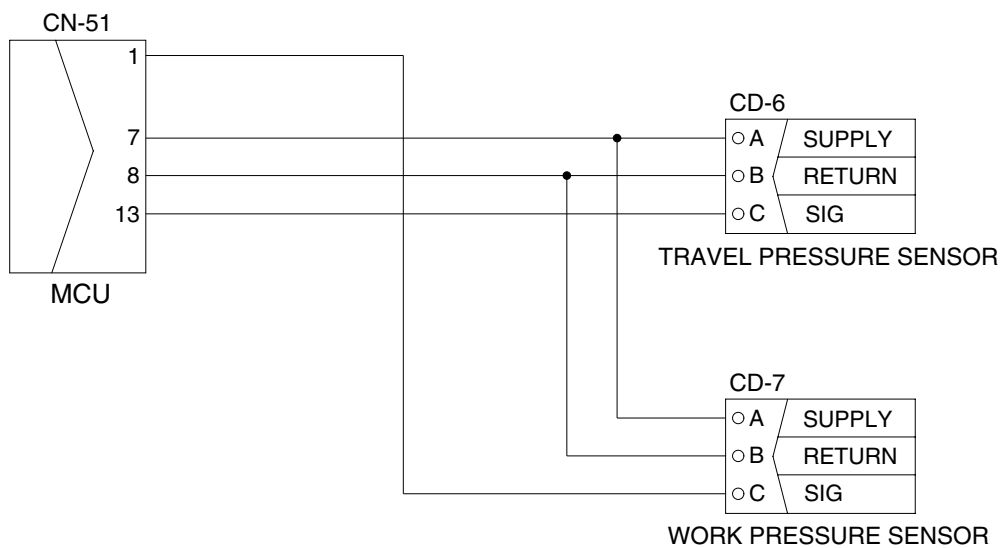 CN-51
1
7
8
13
MCU
CD-6
A SUPPLY
B RETURN
C SIG
TRAVEL PRESSURE SENSOR
CD-7
A SUPPLY
B RETURN
C SIG
WORK PRESSURE SENSOR